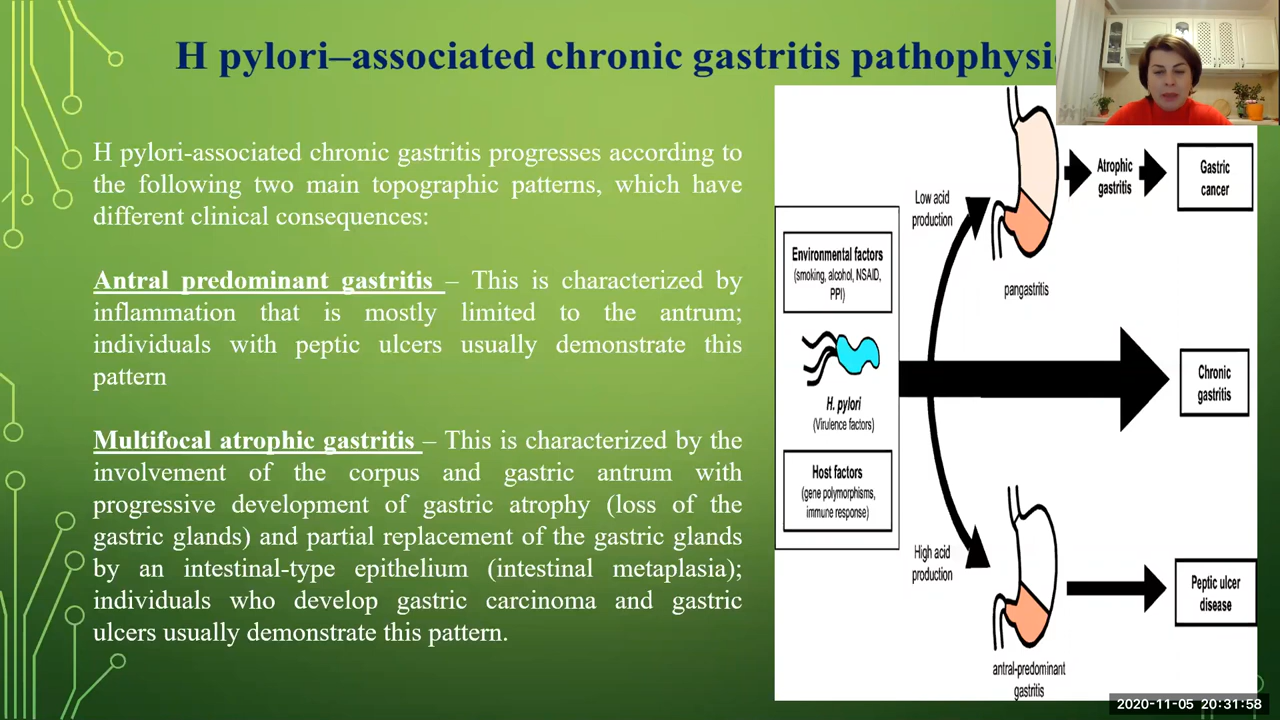 H pylori–associated chronic gastritis pathophysi
H pylori-associated chronic gastritis progresses according to
the following two main topographic patterns, which have
different clinical consequences:
Antral predominant gastritis – This is characterized by
inflammation that is mostly limited to the antrum;
individuals with peptic ulcers usually demonstrate this
pattern
Multifocal atrophic gastritis – This is characterized by the
involvement of the corpus and gastric antrum with
progressive development of gastric atrophy (loss of the
gastric glands) and partial replacement of the gastric glands
by an intestinal-type epithelium (intestinal metaplasia);
individuals who develop gastric carcinoma and gastric
ulcers usually demonstrate this pattern.
Environmental factors
(smoking, alcohol, NSAID,
PPI)
H. pylori
(Virulence factors)
Host factors
(gene polymorphisms,
immune response)
Low acid
production
pangastritis
Atrophic
gastritis
Gastric
cancer
Chronic
gastritis
High acid
production
antral-predominant
gastritis
Peptic ulcer
disease
2020-11-05 20:31:58